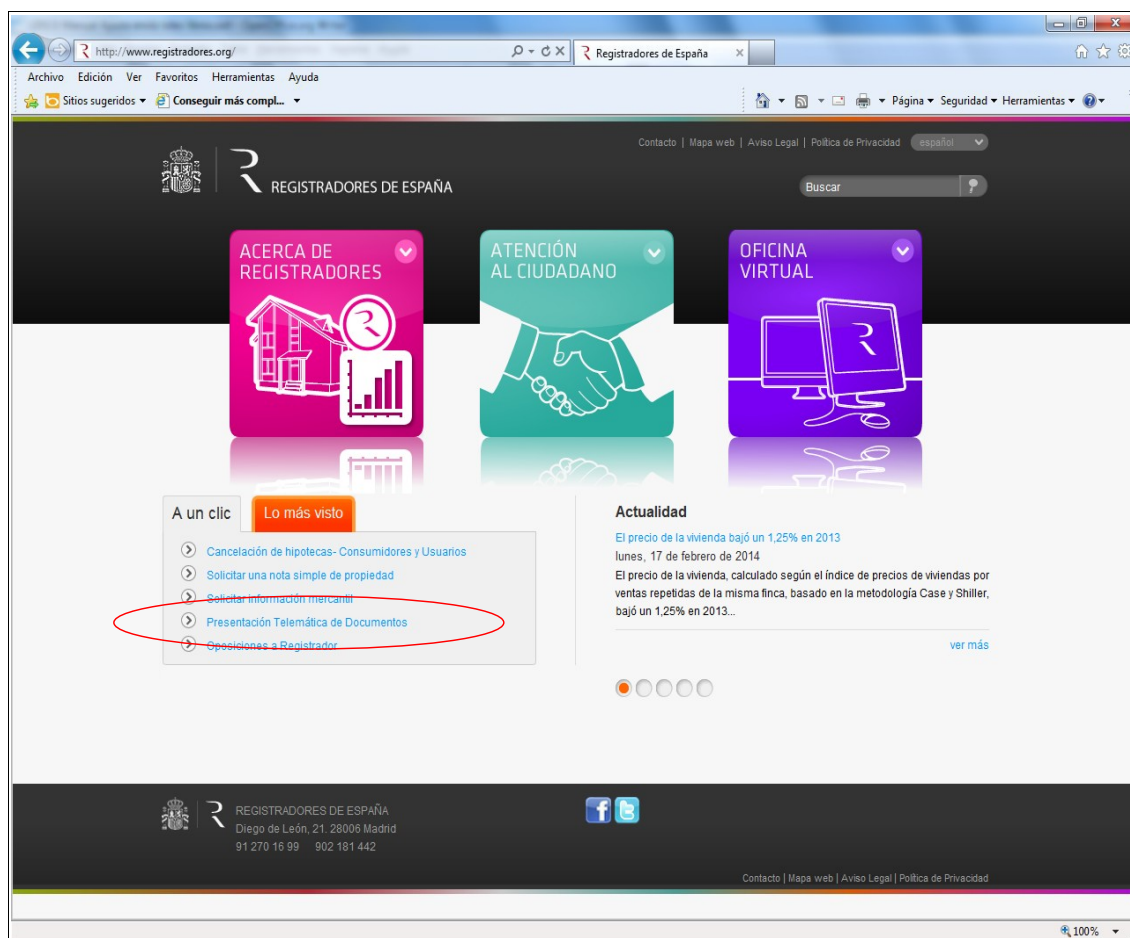 http://www.registradores.org/
Registradores de España
Archivo Edición Ver Favoritos Herramientas Ayuda
Sitios sugeridos Conseguir más compl... Página Seguridad Herramientas
Contacto | Mapa web | Aviso Legal | Política de Privacidad español
REGISTRADORES DE ESPAÑA
Buscar
ACERCA DE
REGISTRADORES
ATENCIÓN
AL CIUDADANO
OFICINA
VIRTUAL
A un clic Lo más visto
Cancelación de hipotecas- Consumidores y Usuarios
Solicitar una nota simple de propiedad
Solicitar información mercantil
Presentación Telemática de Documentos
Oposiciones a Registrador
Actualidad
El precio de la vivienda bajó un 1,25% en 2013
lunes, 17 de febrero de 2014
El precio de la vivienda, calculado según el índice de precios de viviendas por
ventas repetidas de la misma finca, basado en la metodología Case y Shiller,
bajó un 1,25% en 2013...
ver más
REGISTRADORES DE ESPAÑA
Diego de León, 21. 28006 Madrid
91 270 16 99 902 181 442
Contacto | Mapa web | Aviso Legal | Política de Privacidad
100%